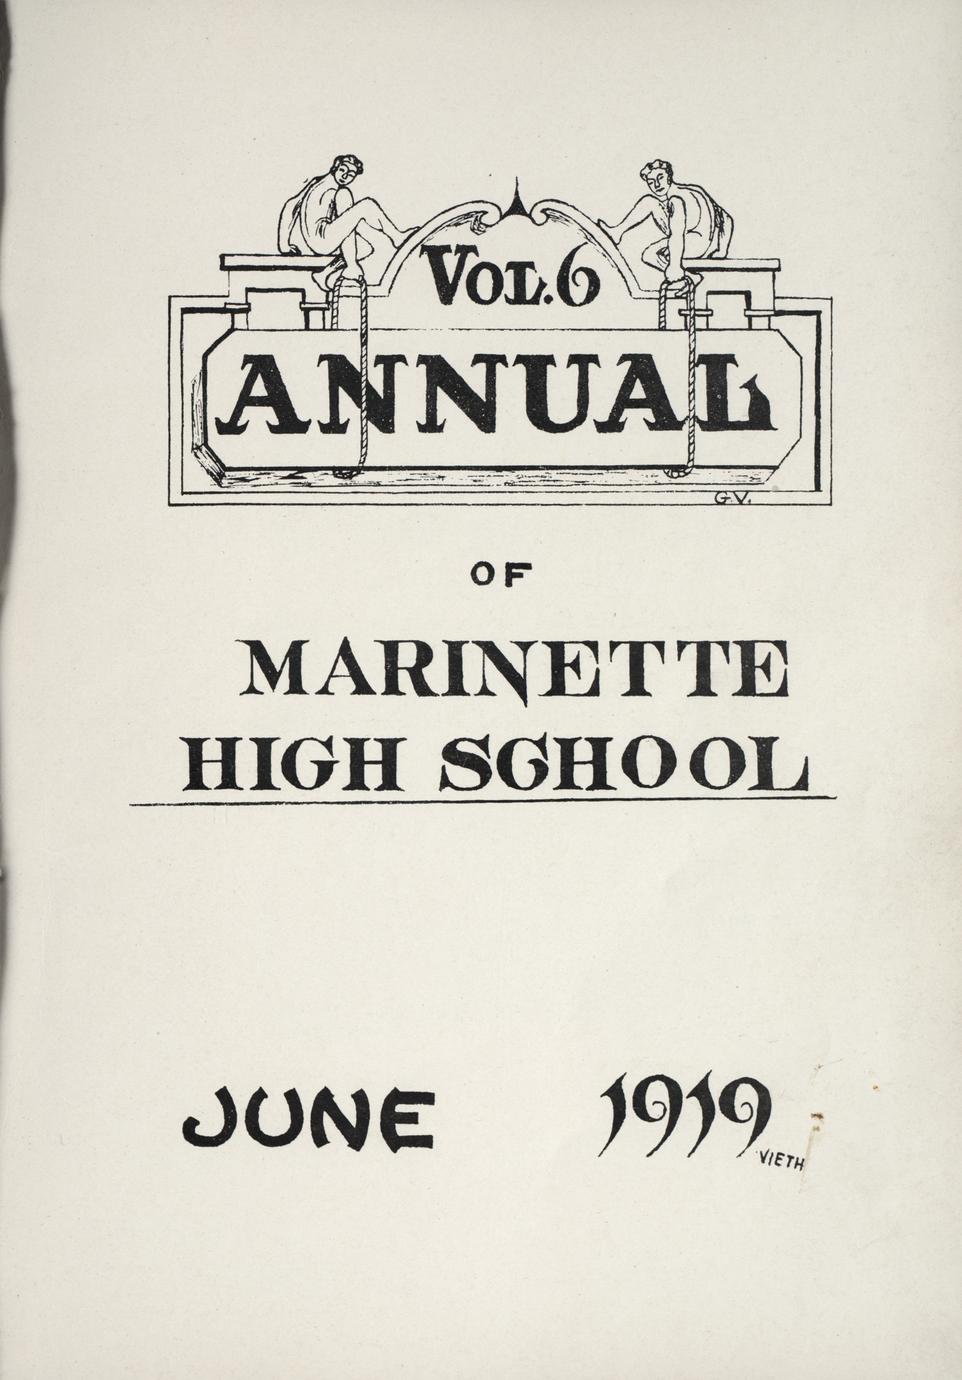 VOL. 6
ANNUAL
G.V.
OF
MARINETTE
HIGH SCHOOL
JUNE 1919
VIETH